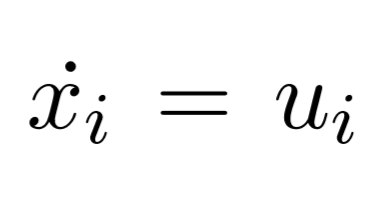 ẋᵢ = uᵢ